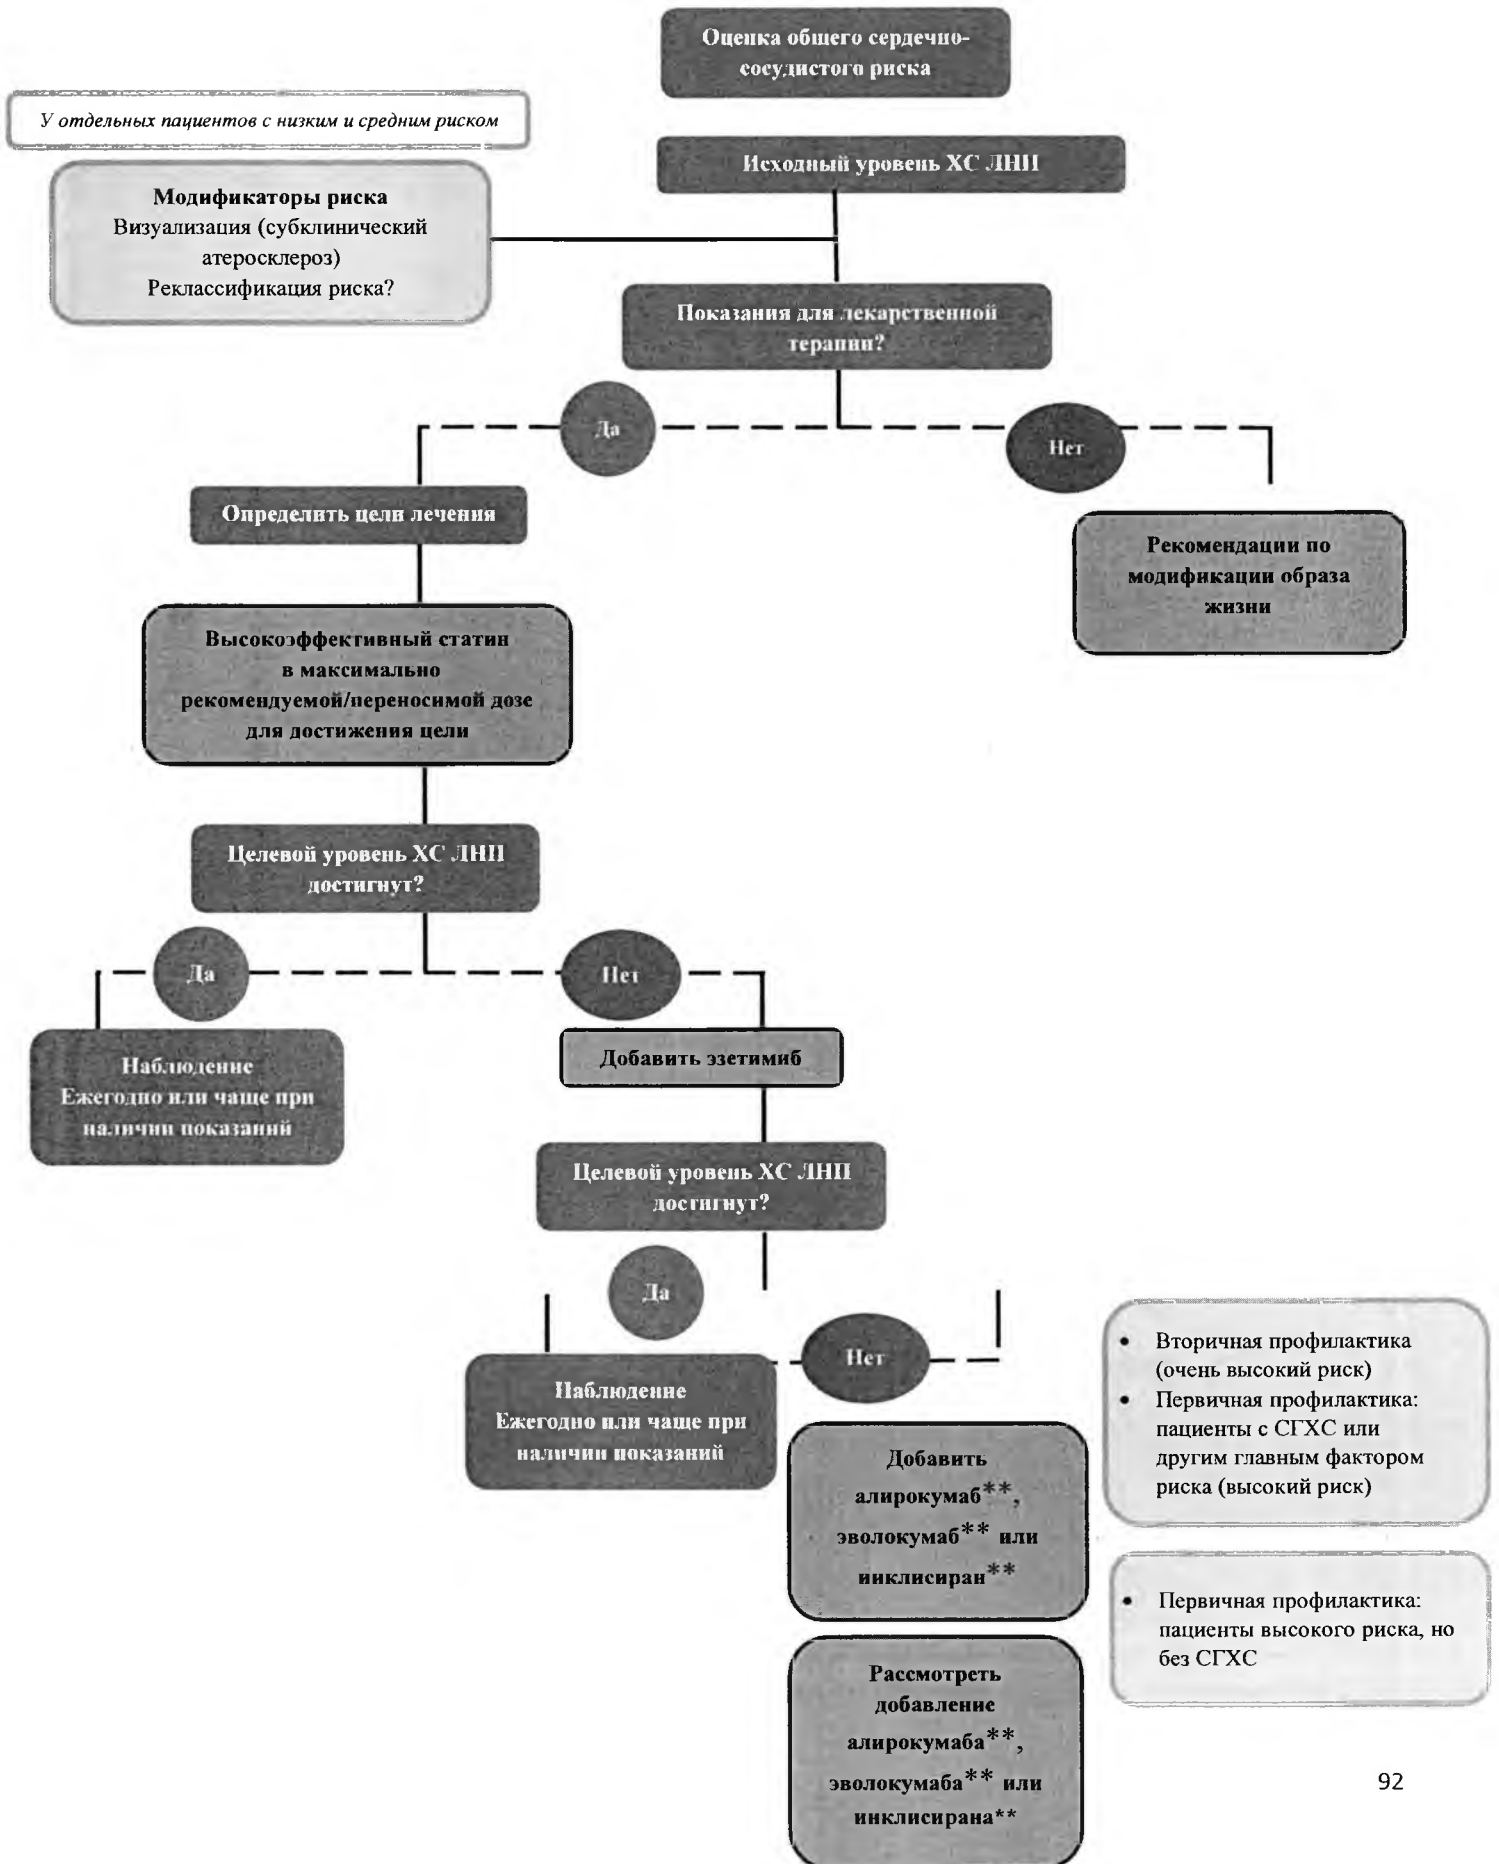 Оценка общего сердечно-
сосудистого риска
У отдельных пациентов с низким и средним риском
Исходный уровень ХС ЛНП
Модификаторы риска
Визуализация (субклинический
атеросклероз)
Реклассификация риска?
Показания для лекарственной
терапии?
Да
Нет
Определить цели лечения
Рекомендации по
модификации образа
жизни
Высокоэффективный статин
в максимально
рекомендуемой/переносимой дозе
для достижения цели
Целевой уровень ХС ЛНП
достигнут?
Да
Нет
Наблюдение
Ежегодно или чаще при
наличии показаний
Добавить эзетимиб
Целевой уровень ХС ЛНП
достигнут?
Да
Нет
Наблюдение
Ежегодно или чаще при
наличии показаний
• Вторичная профилактика
(очень высокий риск)
• Первичная профилактика:
пациенты с СГХС или
другим главным фактором
риска (высокий риск)
Добавить
алирокумаб**,
эволокумаб** или
инклисиран**
• Первичная профилактика:
пациенты высокого риска, но
без СГХС
Рассмотреть
добавление
алирокумаба**,
эволокумаба** или
инклисирана**
92